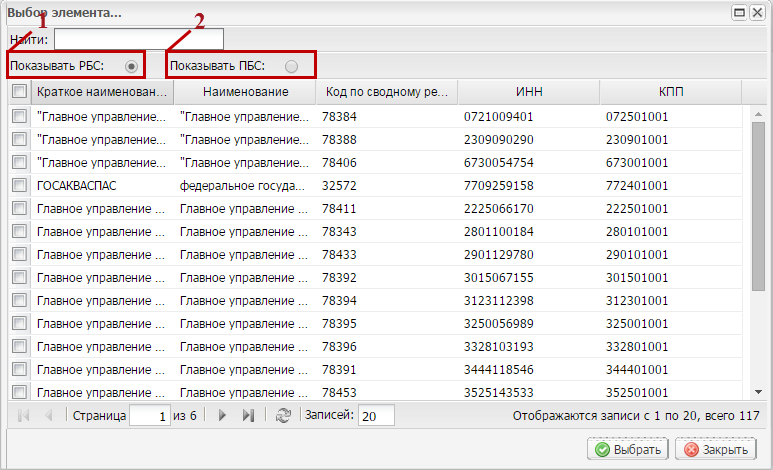 Выбор элемента...
1 2
Найти:
Показывать РБС: Показывать ПБС:
Краткое наименован... Наименование Код по сводному ре... ИНН КПП
"Главное управление... "Главное управление... 78384 0721009401 072501001
"Главное управление... "Главное управление... 78388 2309090290 230901001
"Главное управление... "Главное управление... 78406 6730054754 673001001
ГОСАКВАСПАС федеральное госуда... 32572 7709259158 772401001
Главное управление ... Главное управление ... 78411 2225066170 222501001
Главное управление ... Главное управление ... 78343 2801100184 280101001
Главное управление ... Главное управление ... 78433 2901129780 290101001
Главное управление ... Главное управление ... 78392 3015067155 301501001
Главное управление ... Главное управление ... 78394 3123112398 312301001
Главное управление ... Главное управление ... 78395 3250056989 325001001
Главное управление ... Главное управление ... 78396 3328103193 332801001
Главное управление ... Главное управление ... 78391 3444118546 344401001
Главное управление ... Главное управление ... 78453 3525143533 352501001
Страница 1 из 6 Записей: 20 Отображаются записи с 1 по 20, всего 117
Выбрать Закрыть